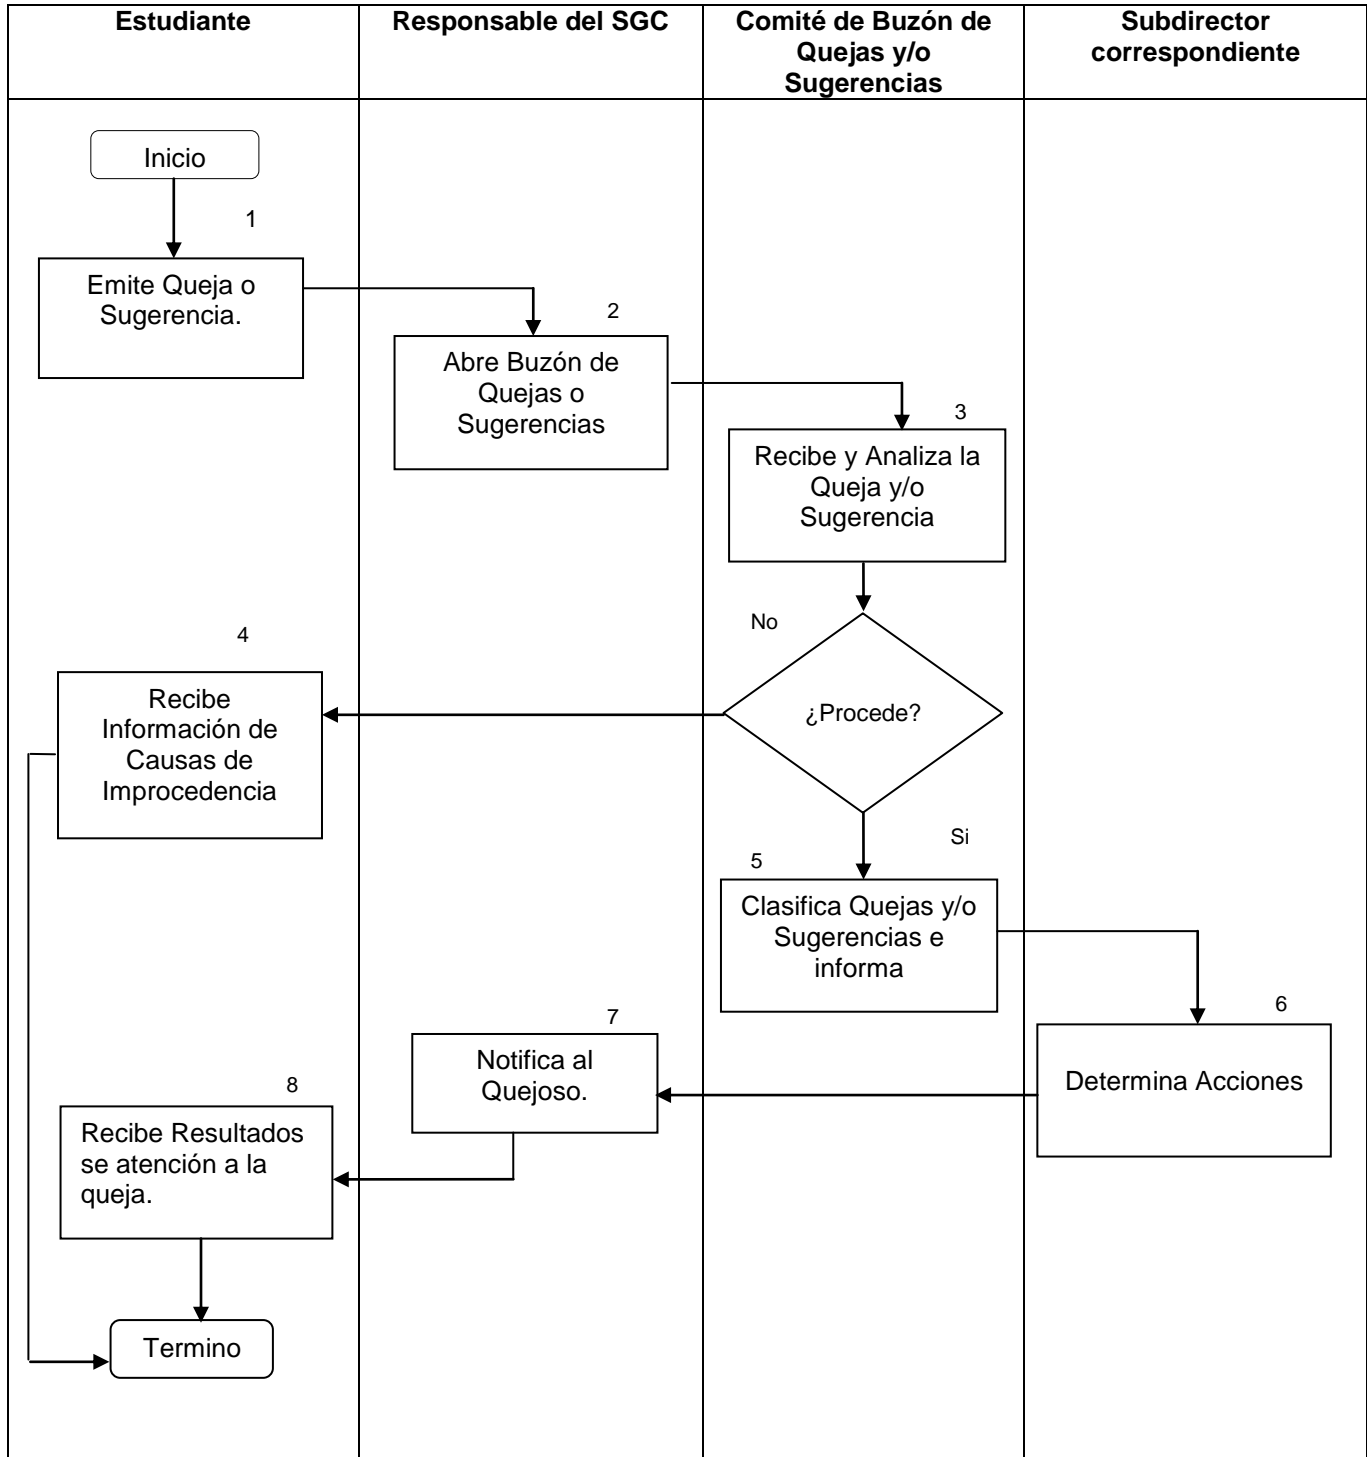 Estudiante
Responsable del SGC
Comité de Buzón de
Quejas y/o
Sugerencias
Subdirector
correspondiente
Inicio
1
Emite Queja o
Sugerencia.
2
Abre Buzón de
Quejas o
Sugerencias
3
Recibe y Analiza la
Queja y/o
Sugerencia
No
¿Procede?
4
Recibe
Información de
Causas de
Improcedencia
Si
5
Clasifica Quejas y/o
Sugerencias e
informa
6
Determina Acciones
7
Notifica al
Quejoso.
8
Recibe Resultados
se atención a la
queja.
Termino